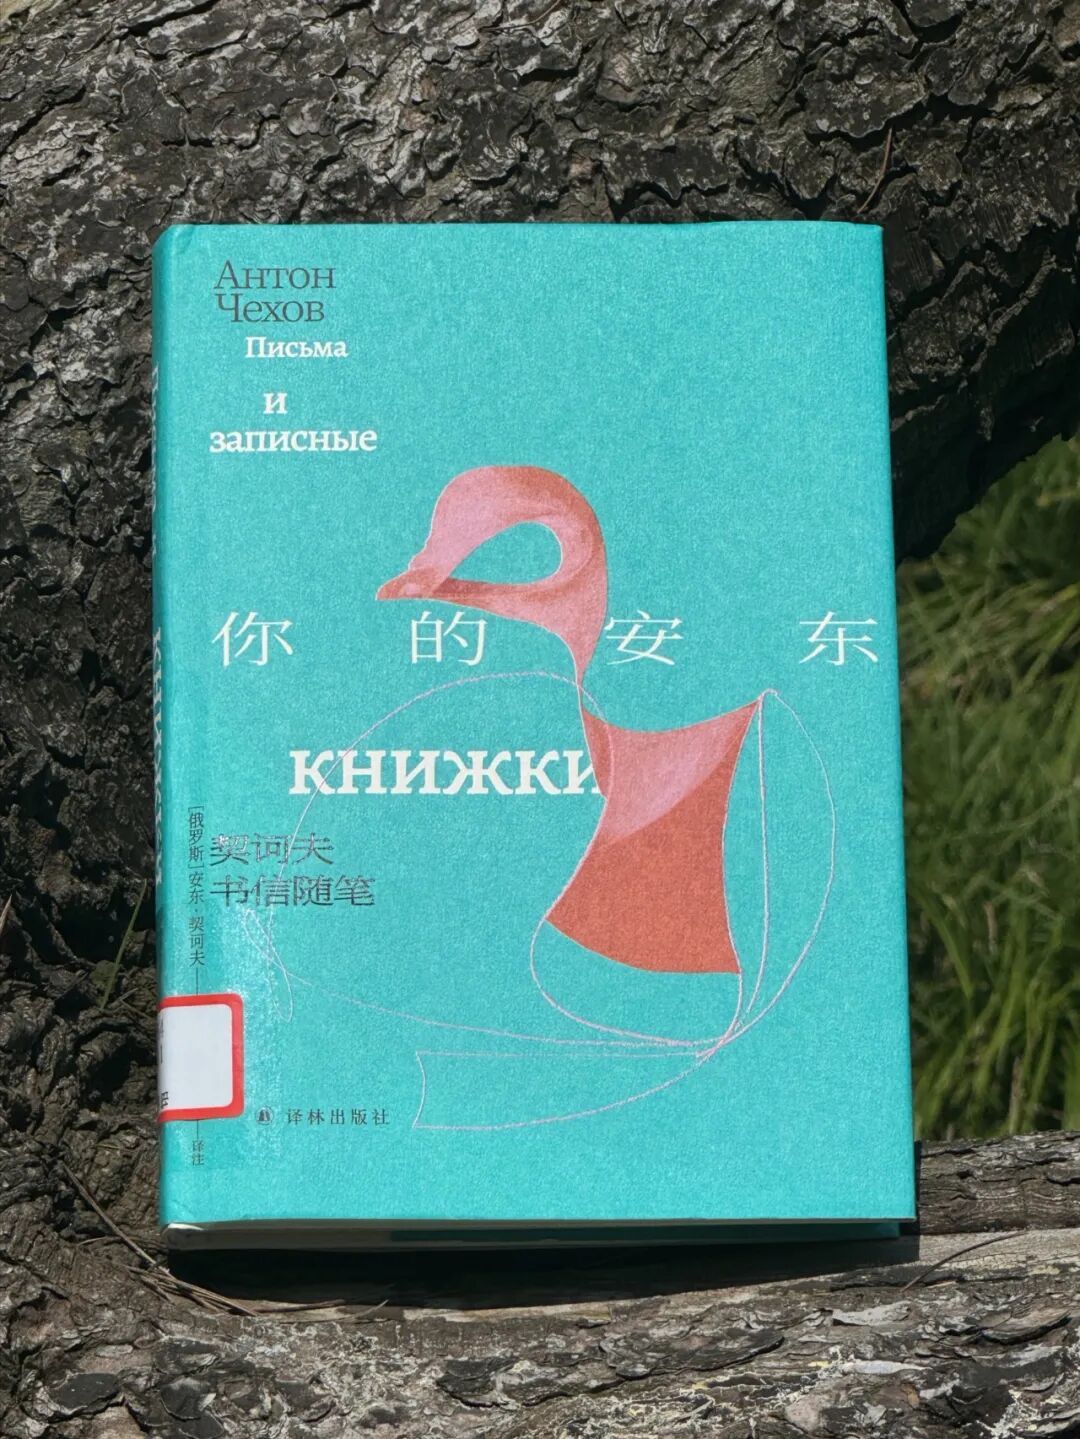 Антон
Чехов
Письма
и
записные
你的安东
книжки
契诃夫
书信随笔
[俄罗斯]安东·契诃夫
译林出版社
译注
книжки